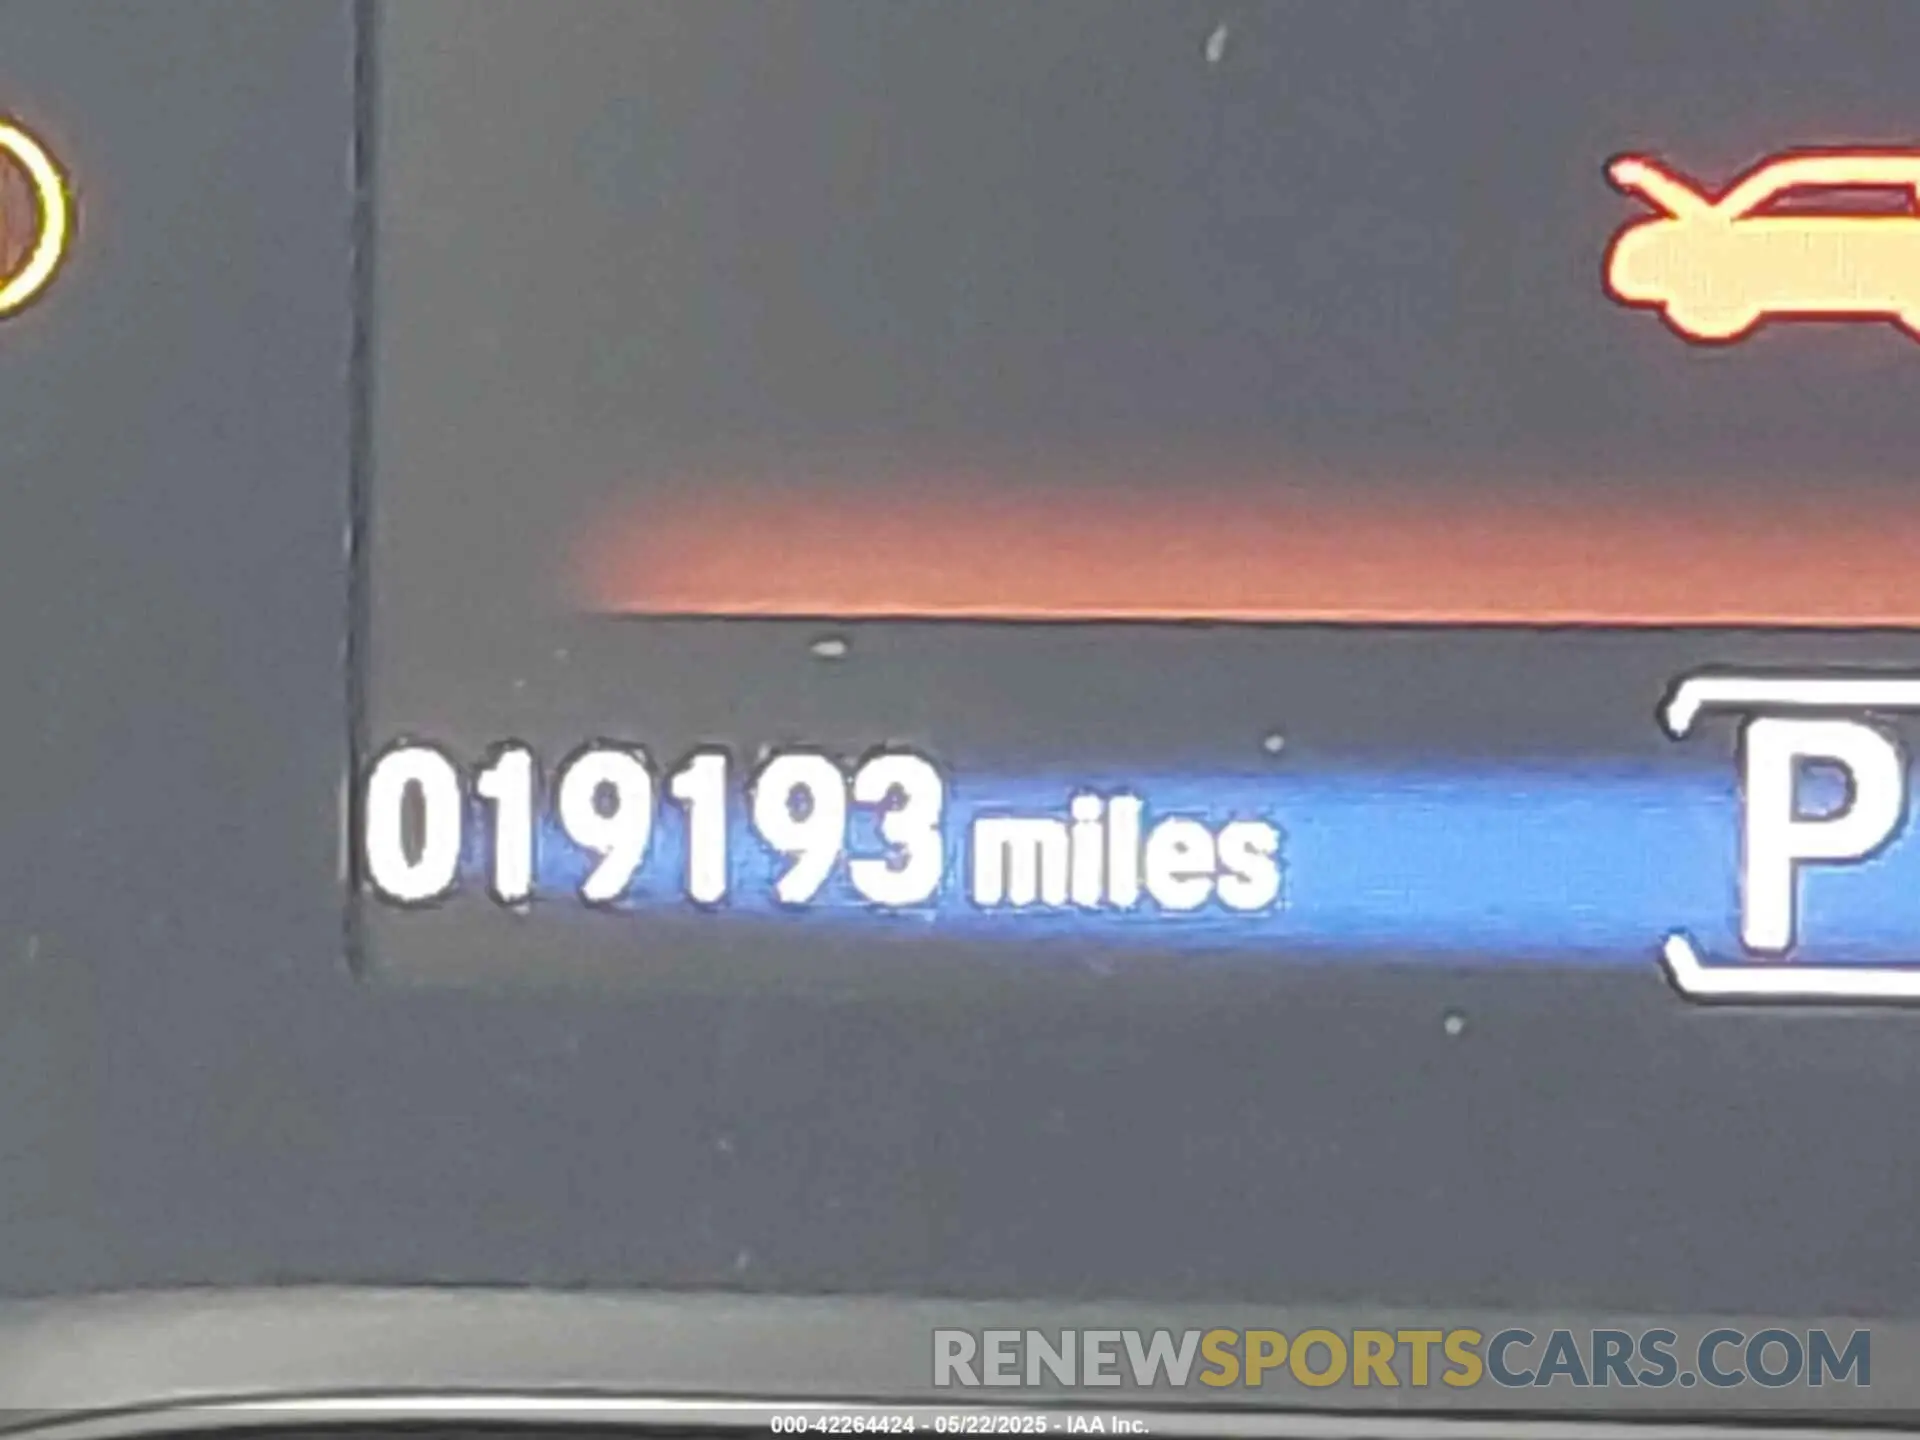 019193 miles
P
RENEWSPORTSCARS.COM
000-42264424 - 05/22/2025 - IAA Inc.